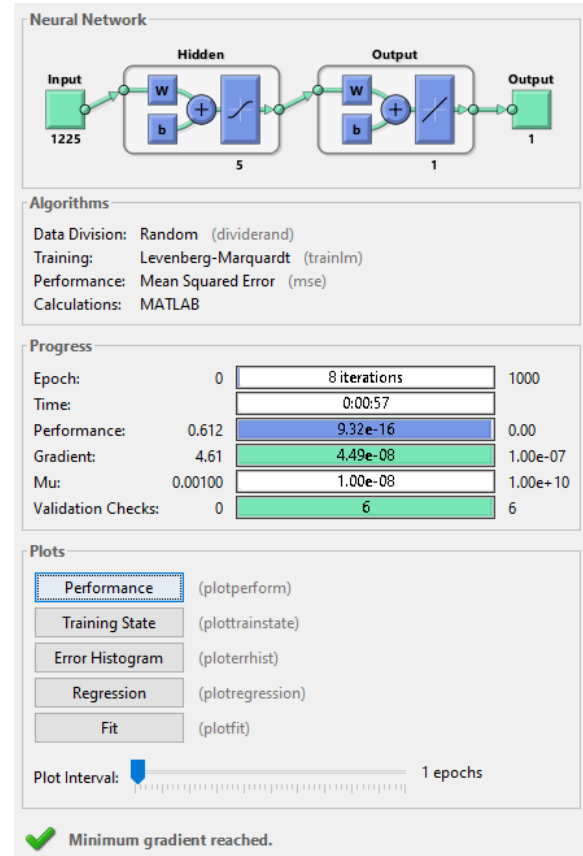 Neural Network
Hidden Output
Input Output
W W
b b
1225 1
5 1
Algorithms
Data Division: Random (dividerand)
Training: Levenberg-Marquardt (trainlm)
Performance: Mean Squared Error (mse)
Calculations: MATLAB
Progress
Epoch: 0 8 iterations 1000
Time: 0:00:57
Performance: 0.612 9.32e-16 0.00
Gradient: 4.61 4.49e-08 1.00e-07
Mu: 0.00100 1.00e-08 1.00e+10
Validation Checks: 0 6 6
Plots
Performance (plotperform)
Training State (plottrainstate)
Error Histogram (ploterrhist)
Regression (plotregression)
Fit (plotfit)
Plot Interval: 1 epochs
Minimum gradient reached.